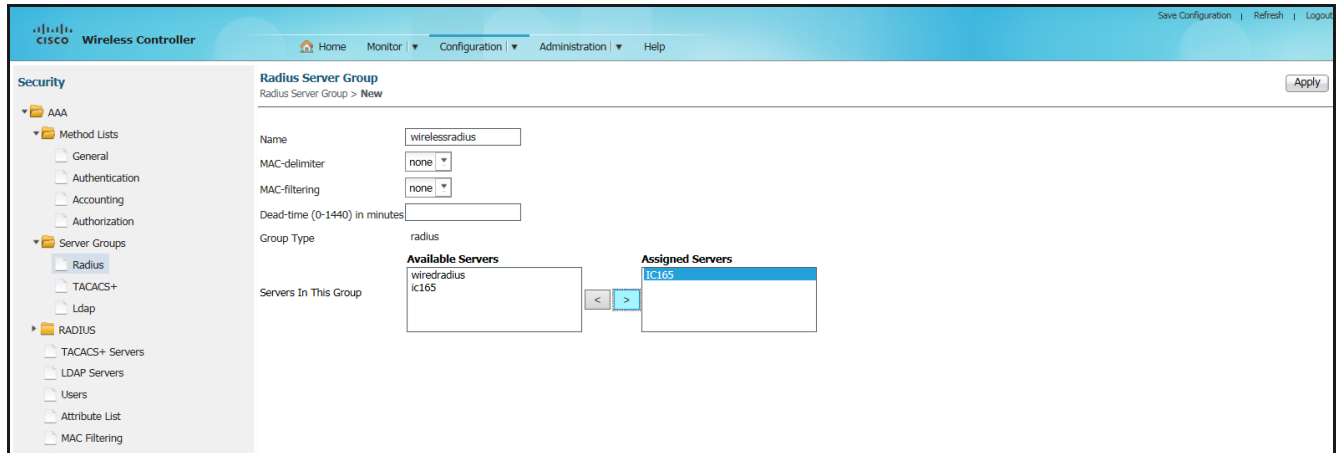 Save Configuration | Refresh | Logout
CISCO Wireless Controller
Home Monitor | Configuration | Administration | Help
Security
Radius Server Group
Radius Server Group > New
Apply
AAA
Method Lists
General
Authentication
Accounting
Authorization
Server Groups
Radius
TACACS+
Ldap
RADIUS
TACACS+ Servers
LDAP Servers
Users
Attribute List
MAC Filtering
Name wirelessradius
MAC-delimiter none
MAC-filtering none
Dead-time (0-1440) in minutes
Group Type radius
Available Servers Assigned Servers
Servers In This Group
wiredradius
ic165
< >
IC165